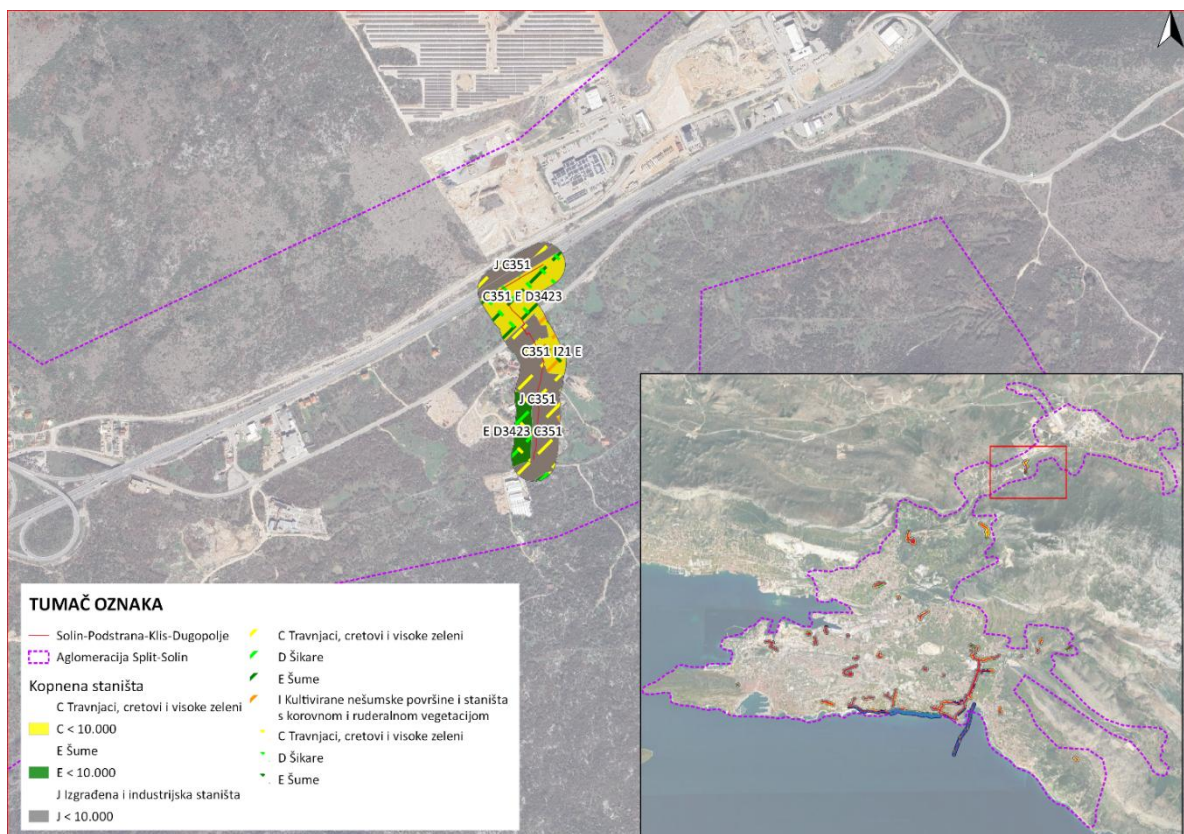 J C351
C351 E D3423
C351 I21 E
J C351
E D3423 C351
TUMAČ OZNAKA
Solin-Podstrana-Klis-Dugopolje
Aglomeracija Split-Solin
Kopnena staništa
C Travnjaci, cretovi i visoke zeleni
C < 10.000
E Šume
E < 10.000
J Izgrađena i industrijska staništa
J < 10.000
C Travnjaci, cretovi i visoke zeleni
D Šikare
E Šume
I Kultivirane nešumske površine i staništa
s korovnom i ruderalnom vegetacijom
C Travnjaci, cretovi i visoke zeleni
D Šikare
E Šume